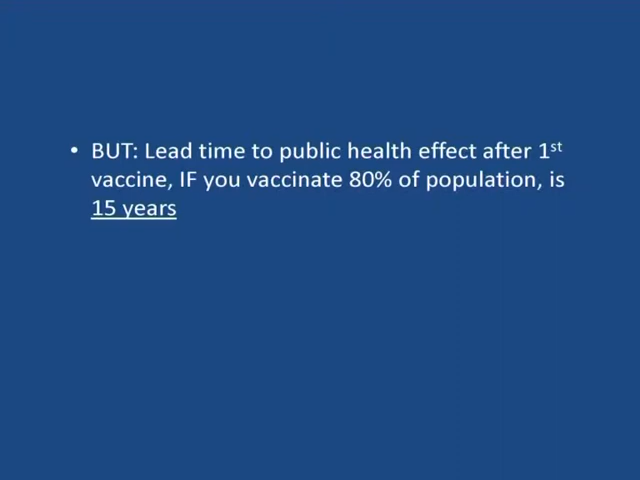 • BUT: Lead time to public health effect after 1st
vaccine, IF you vaccinate 80% of population, is
15 years